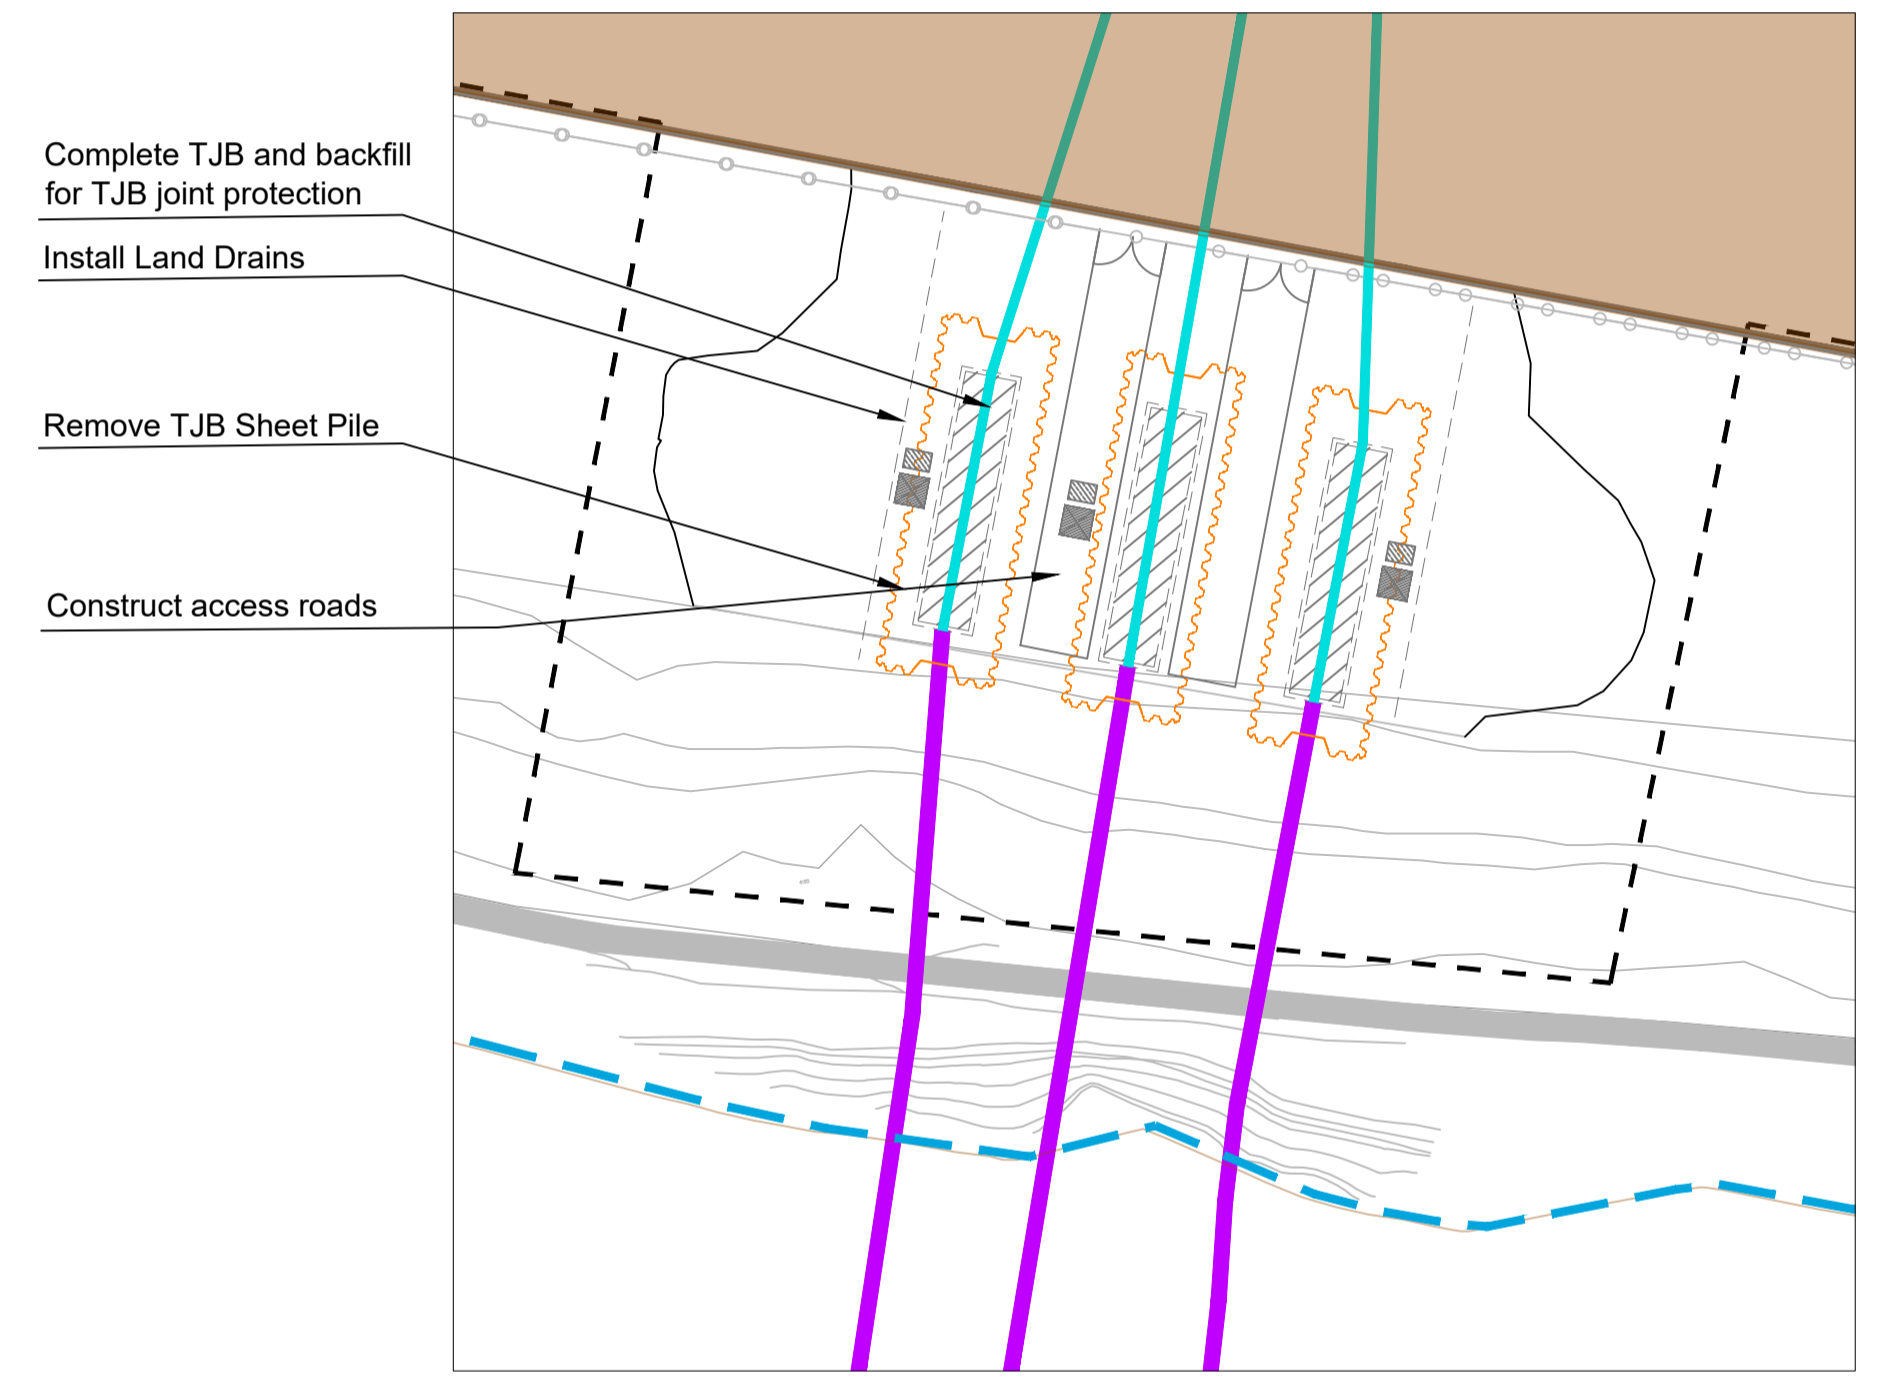 Complete TJB and backfill
for TJB joint protection
Install Land Drains
Remove TJB Sheet Pile
Construct access roads